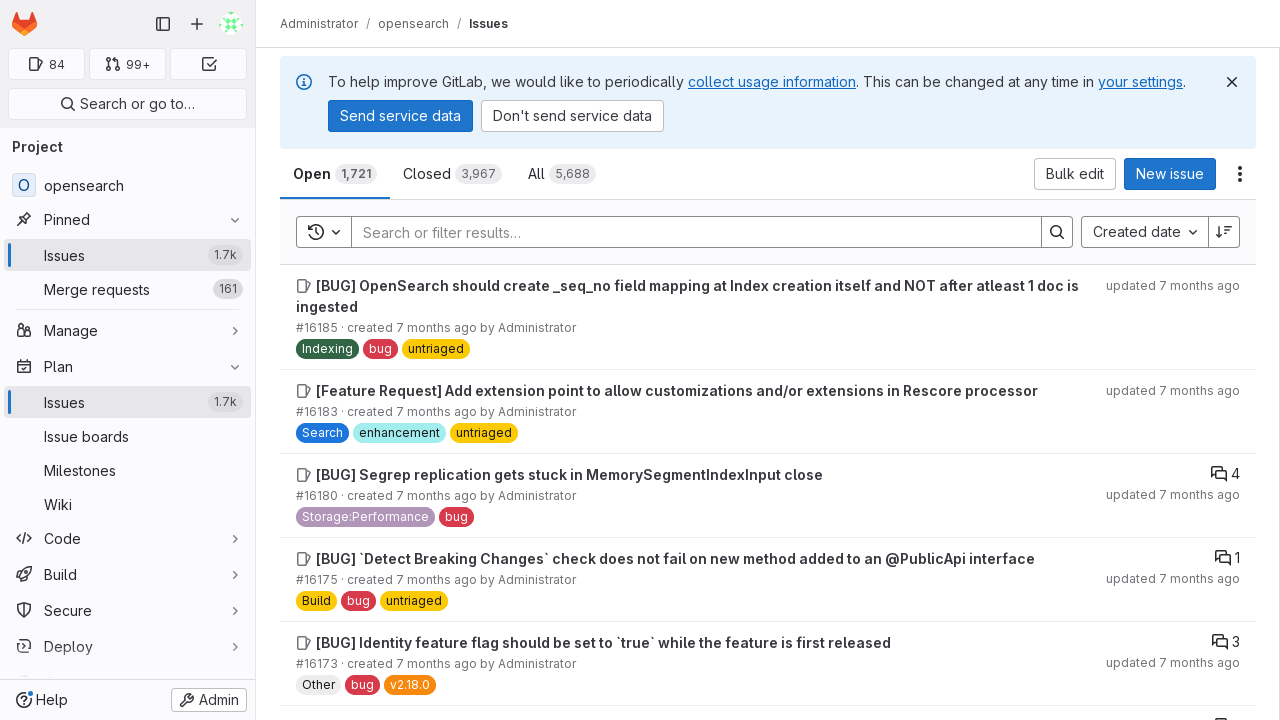 84
99+
Search or go to…
Project
O opensearch
Pinned
Issues 1.7k
Merge requests 161
Manage
Plan
Issues 1.7k
Issue boards
Milestones
Wiki
Code
Build
Secure
Deploy
Help
Admin
Administrator / opensearch / Issues
To help improve GitLab, we would like to periodically collect usage information. This can be changed at any time in your settings.
Send service data Don't send service data
Open 1,721 Closed 3,967 All 5,688 Bulk edit New issue
Search or filter results… Created date
[BUG] OpenSearch should create _seq_no field mapping at Index creation itself and NOT after atleast 1 doc is updated 7 months ago
ingested
#16185 · created 7 months ago by Administrator
Indexing bug untriaged
[Feature Request] Add extension point to allow customizations and/or extensions in Rescore processor updated 7 months ago
#16183 · created 7 months ago by Administrator
Search enhancement untriaged
[BUG] Segrep replication gets stuck in MemorySegmentIndexInput close 4
#16180 · created 7 months ago by Administrator updated 7 months ago
Storage:Performance bug
[BUG] `Detect Breaking Changes` check does not fail on new method added to an @PublicApi interface 1
#16175 · created 7 months ago by Administrator updated 7 months ago
Build bug untriaged
[BUG] Identity feature flag should be set to `true` while the feature is first released 3
#16173 · created 7 months ago by Administrator updated 7 months ago
Other bug v2.18.0